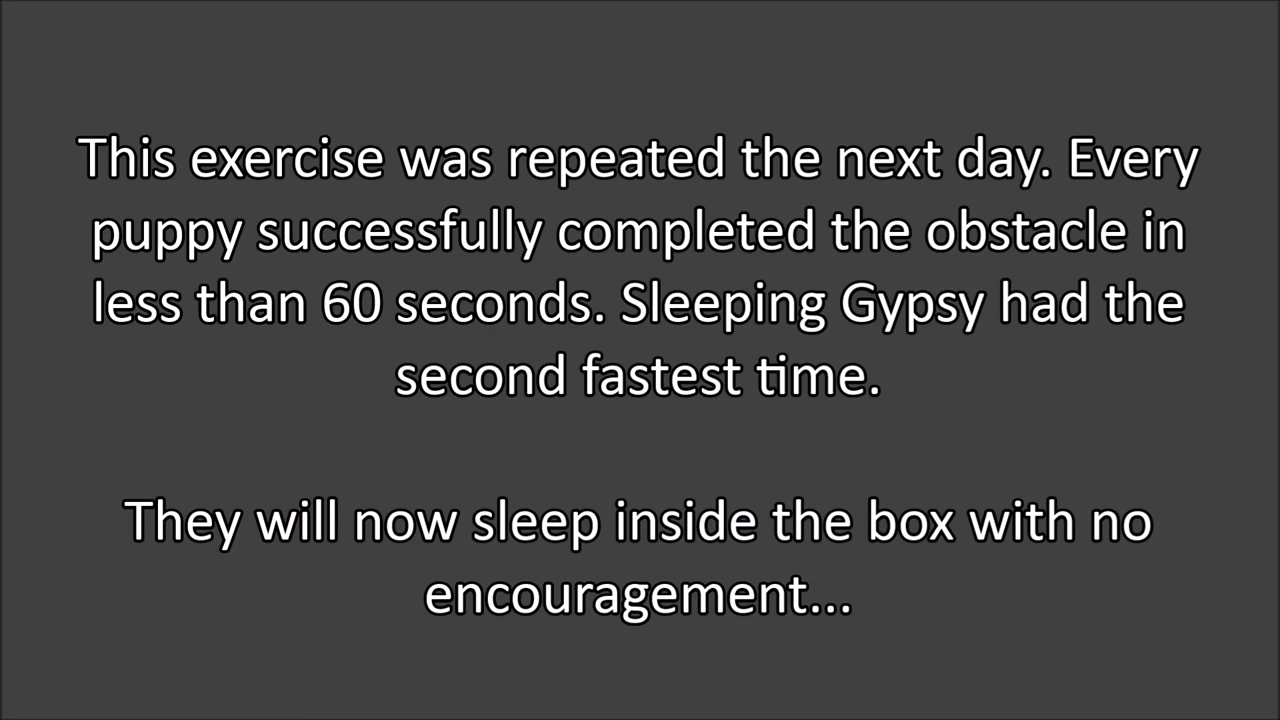 This exercise was repeated the next day. Every
puppy successfully completed the obstacle in
less than 60 seconds. Sleeping Gypsy had the
second fastest time.
They will now sleep inside the box with no
encouragement...